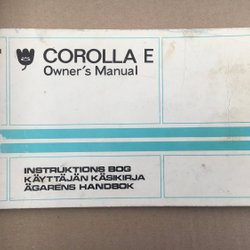 COROLLA E
Owner's Manual
INSTRUKTIONS BOG
KÄYTTÄJÄN KÄSIKIRJA
ÄGARENS HANDBOK